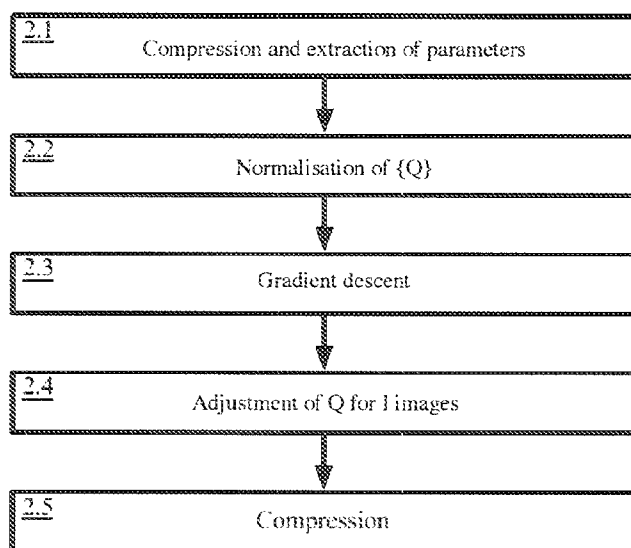 2.1
Compression and extraction of parameters
2.2
Normalisation of {Q}
2.3
Gradient descent
2.4
Adjustment of Q for I images
2.5
Compression